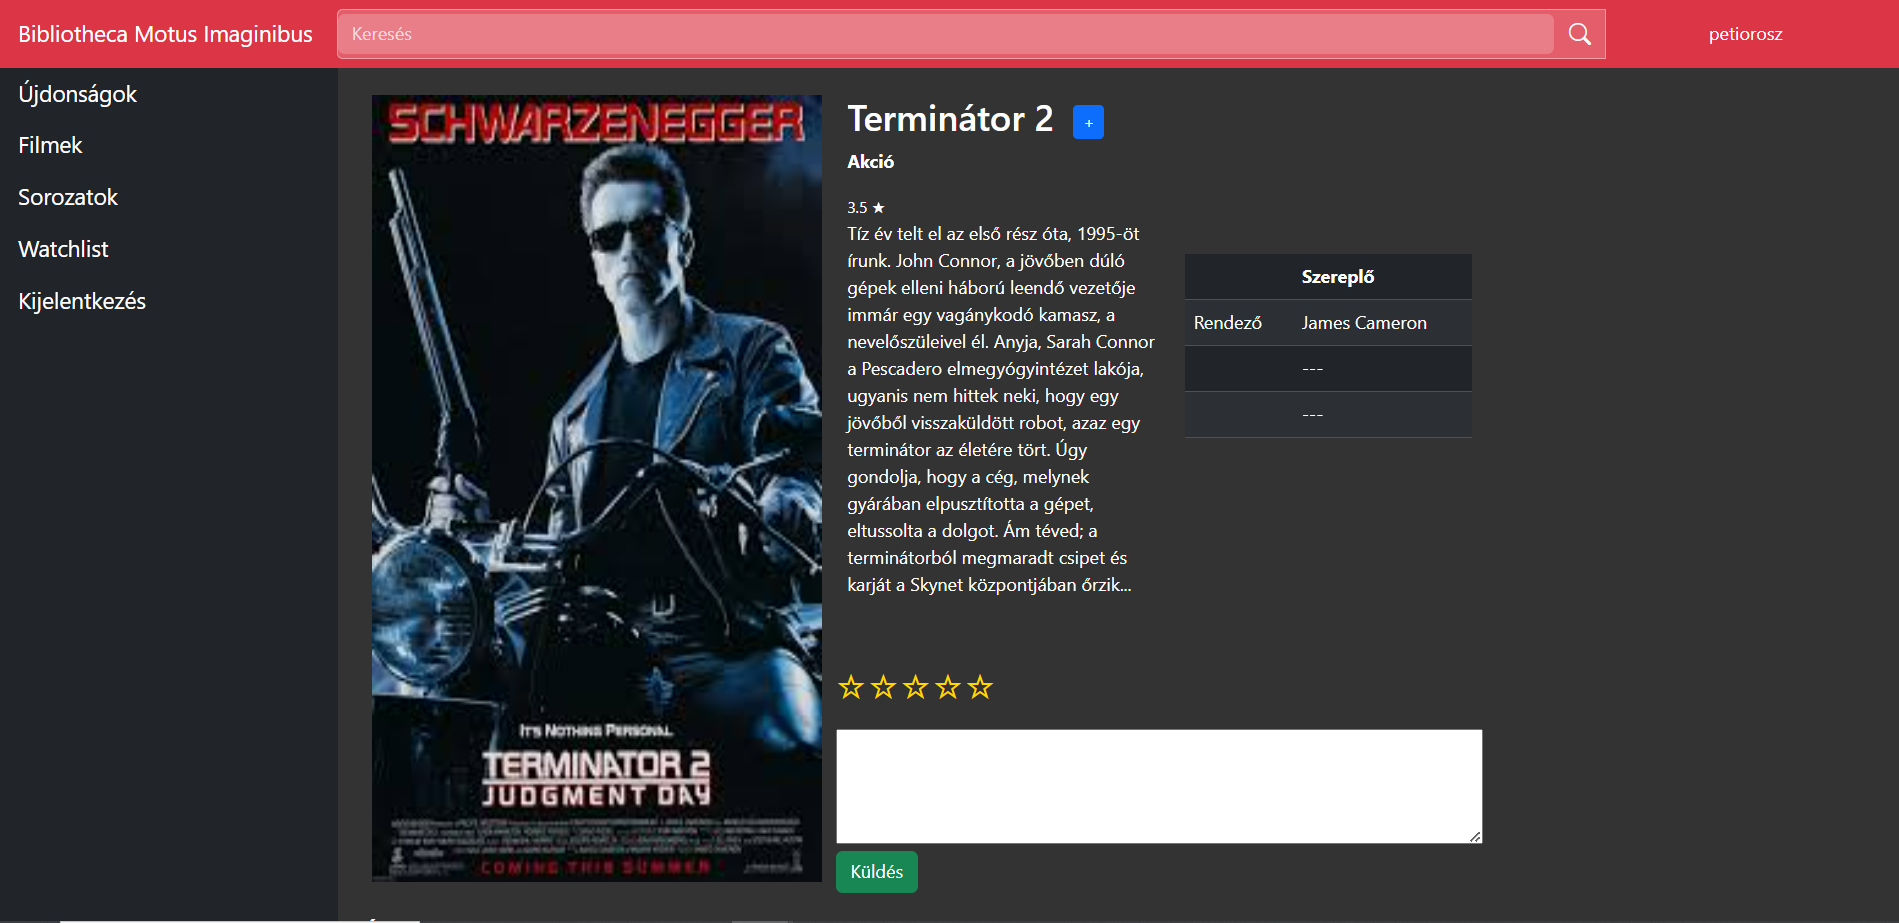 Bibliotheca Motus Imaginibus
Keresés
petiorosz
Újdonságok
Filmek
Sorozatok
Watchlist
Kijelentkezés
SCHWARZENEGGER
IT'S NOTHING PERSONAL.
TERMINATOR 2
JUDGMENT DAY
COMING THIS SUMMER
Terminátor 2 +
Akció
3.5 ★
Tíz év telt el az első rész óta, 1995-öt
írunk. John Connor, a jövőben dúló
gépek elleni háború leendő vezetője
immár egy vagánykodó kamasz, a
nevelőszüleivel él. Anyja, Sarah Connor
a Pescadero elmegyógyintézet lakója,
ugyanis nem hittek neki, hogy egy
jövőből visszaküldött robot, azaz egy
terminátor az életére tört. Úgy
gondolja, hogy a cég, melynek
gyárában elpusztította a gépet,
eltussolta a dolgot. Ám téved; a
terminátorból megmaradt csipet és
karját a Skynet központjában őrzik...
Szereplő
Rendező James Cameron
---
---
☆☆☆☆☆
Küldés